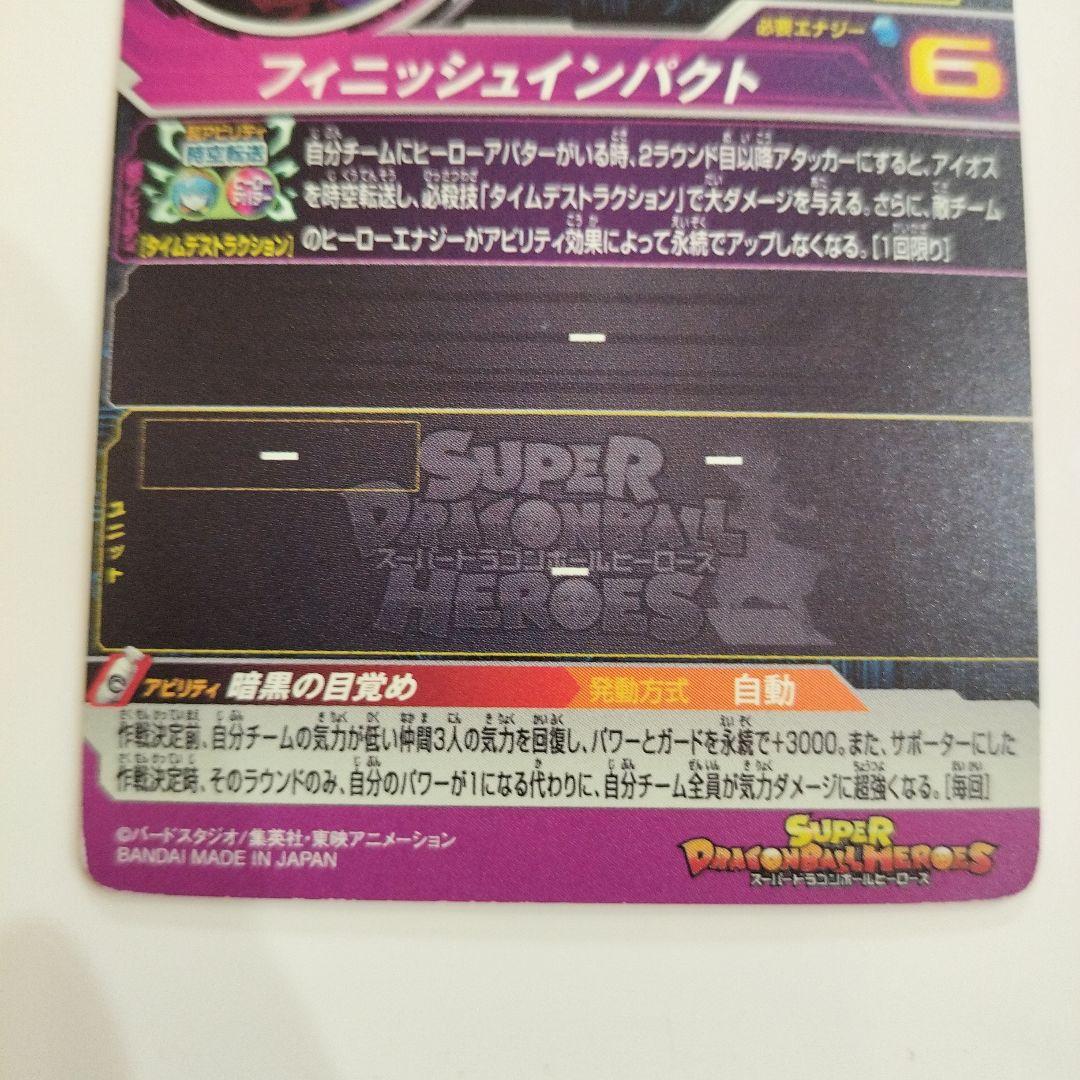 必要エナジー
6
フィニッシュインパクト
超アビリティ
時空転送
[タイムデストラクション]
自分チームにヒーローアバターがいる時、2ラウンド目以降アタッカーにすると、アイオス
を時空転送し、必殺技「タイムデストラクション」で大ダメージを与える。さらに、敵チーム
のヒーローエナジーがアビリティ効果によって永続でアップしなくなる。[1回限り]
ー
ー
ー
ー
ユニット
SUPER
DRAGONBALL
スーパードラゴンボールヒーローズ
HEROES
アビリティ 暗黒の目覚め 発動方式 自動
作戦決定前、自分チームの気力が低い仲間3人の気力を回復し、パワーとガードを永続で+3000。また、サポーターにした
作戦決定時、そのラウンドのみ、自分のパワーが1になる代わりに、自分チーム全員が気力ダメージに超強くなる。[毎回]
©バードスタジオ/集英社・東映アニメーション
BANDAI MADE IN JAPAN
SUPER
DRAGONBALL HEROES
スーパードラゴンボールヒーローズ